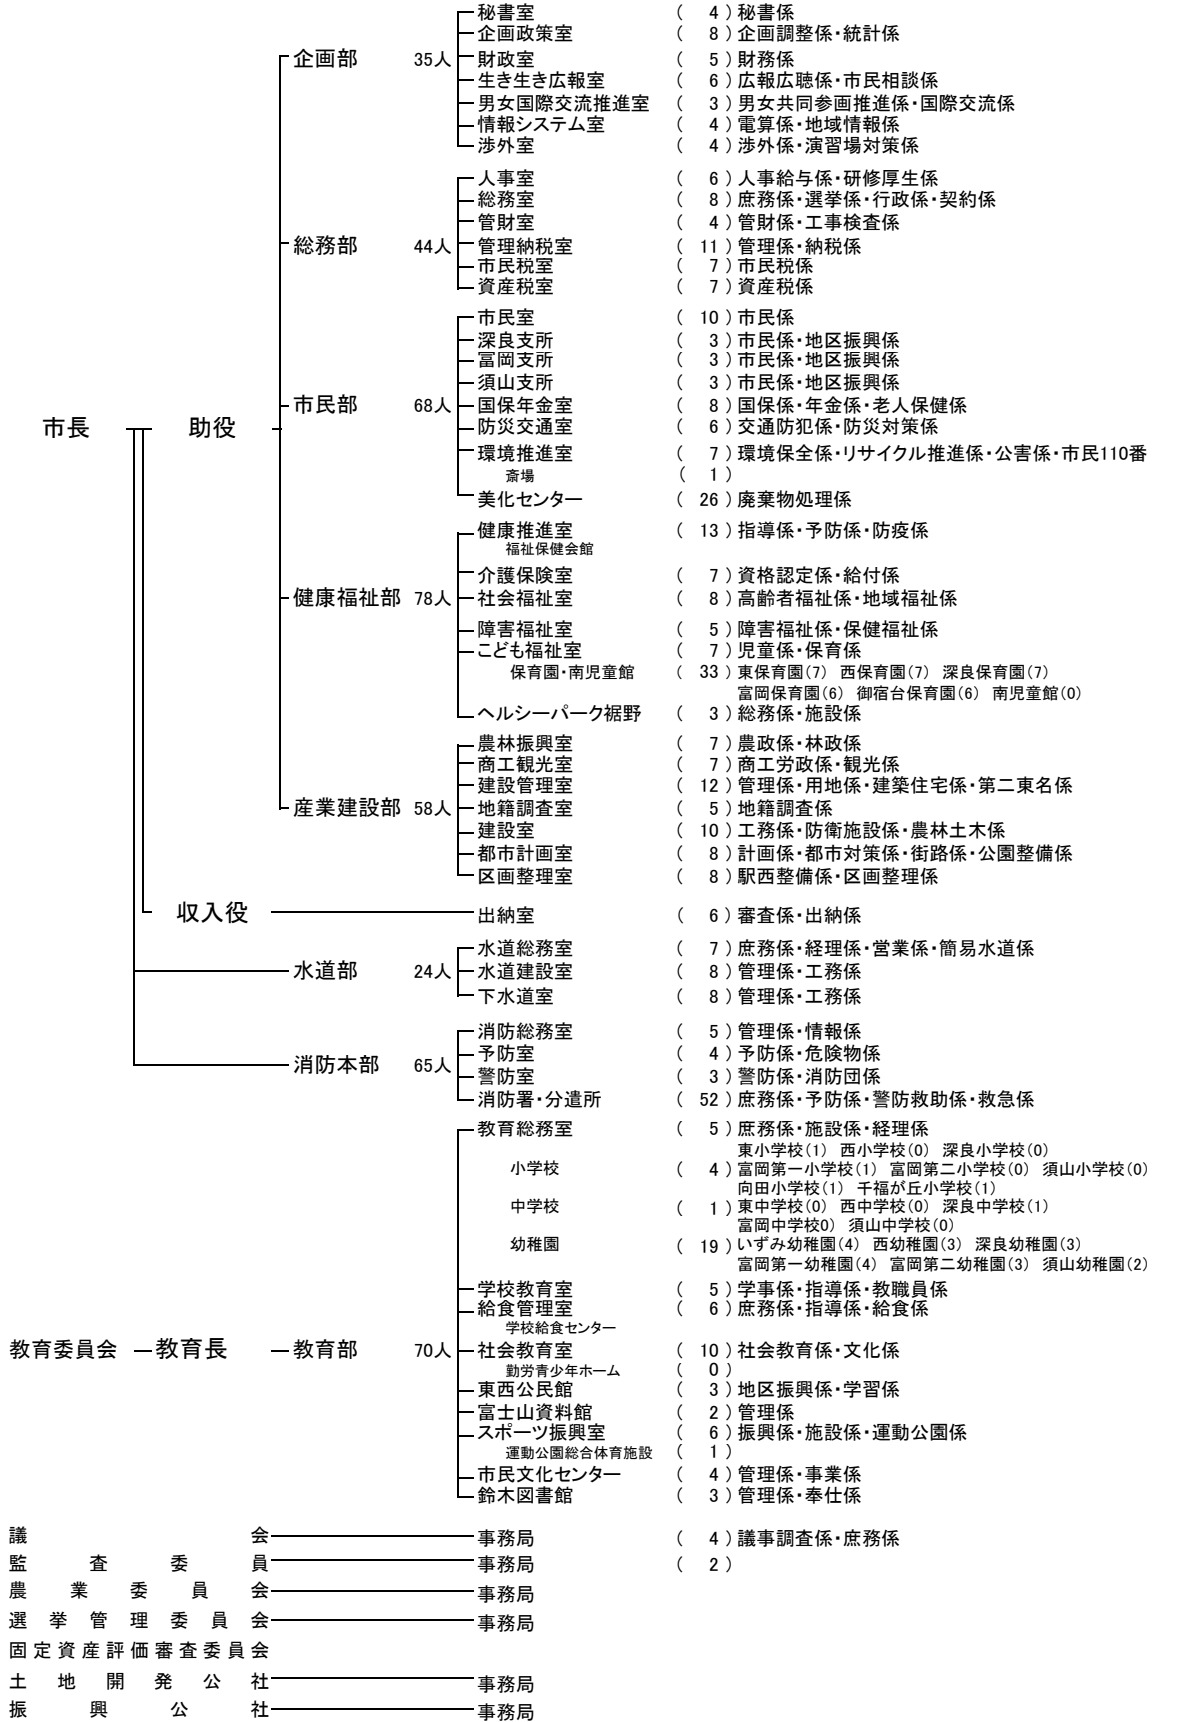 秘書室 ( 4 ) 秘書係
企画政策室 ( 8 ) 企画調整係・統計係
企画部 35人 財政室 ( 5 ) 財務係
生き生き広報室 ( 6 ) 広報広聴係・市民相談係
男女国際交流推進室 ( 3 ) 男女共同参画推進係・国際交流係
情報システム室 ( 4 ) 電算係・地域情報係
渉外室 ( 4 ) 渉外係・演習場対策係
人事室 ( 6 ) 人事給与係・研修厚生係
総務室 ( 8 ) 庶務係・選挙係・行政係・契約係
管財室 ( 4 ) 管財係・工事検査係
総務部 44人 管理納税室 ( 11 ) 管理係・納税係
市民税室 ( 7 ) 市民税係
資産税室 ( 7 ) 資産税係
市民室 ( 10 ) 市民係
深良支所 ( 3 ) 市民係・地区振興係
富岡支所 ( 3 ) 市民係・地区振興係
須山支所 ( 3 ) 市民係・地区振興係
市民部 68人 国保年金室 ( 8 ) 国保係・年金係・老人保健係
市長 助役 防災交通室 ( 6 ) 交通防犯係・防災対策係
環境推進室 ( 7 ) 環境保全係・リサイクル推進係・公害係・市民110番
斎場 ( 1 )
美化センター ( 26 ) 廃棄物処理係
健康推進室 ( 13 ) 指導係・予防係・防疫係
福祉保健会館
介護保険室 ( 7 ) 資格認定係・給付係
健康福祉部 78人 社会福祉室 ( 8 ) 高齢者福祉係・地域福祉係
障害福祉室 ( 5 ) 障害福祉係・保健福祉係
こども福祉室 ( 7 ) 児童係・保育係
保育園・南児童館 ( 33 ) 東保育園(7) 西保育園(7) 深良保育園(7)
富岡保育園(6) 御宿台保育園(6) 南児童館(0)
ヘルシーパーク裾野 ( 3 ) 総務係・施設係
農林振興室 ( 7 ) 農政係・林政係
商工観光室 ( 7 ) 商工労政係・観光係
建設管理室 ( 12 ) 管理係・用地係・建築住宅係・第二東名係
産業建設部 58人 地籍調査室 ( 5 ) 地籍調査係
建設室 ( 10 ) 工務係・防衛施設係・農林土木係
都市計画室 ( 8 ) 計画係・都市対策係・街路係・公園整備係
区画整理室 ( 8 ) 駅西整備係・区画整理係
収入役 出納室 ( 6 ) 審査係・出納係
水道総務室 ( 7 ) 庶務係・経理係・営業係・簡易水道係
水道部 24人 水道建設室 ( 8 ) 管理係・工務係
下水道室 ( 8 ) 管理係・工務係
消防総務室 ( 5 ) 管理係・情報係
予防室 ( 4 ) 予防係・危険物係
消防本部 65人 警防室 ( 3 ) 警防係・消防団係
消防署・分遣所 ( 52 ) 庶務係・予防係・警防救助係・救急係
教育総務室 ( 5 ) 庶務係・施設係・経理係
東小学校(1) 西小学校(0) 深良小学校(0)
小学校 ( 4 ) 富岡第一小学校(1) 富岡第二小学校(0) 須山小学校(0)
向田小学校(1) 千福が丘小学校(1)
中学校 ( 1 ) 東中学校(0) 西中学校(0) 深良中学校(1)
富岡中学校0) 須山中学校(0)
幼稚園 ( 19 ) いずみ幼稚園(4) 西幼稚園(3) 深良幼稚園(3)
富岡第一幼稚園(4) 富岡第二幼稚園(3) 須山幼稚園(2)
学校教育室 ( 5 ) 学事係・指導係・教職員係
給食管理室 ( 6 ) 庶務係・指導係・給食係
学校給食センター
教育委員会 教育長 教育部 70人 社会教育室 ( 10 ) 社会教育係・文化係
勤労青少年ホーム ( 0 )
東西公民館 ( 3 ) 地区振興係・学習係
富士山資料館 ( 2 ) 管理係
スポーツ振興室 ( 6 ) 振興係・施設係・運動公園係
運動公園総合体育施設 ( 1 )
市民文化センター ( 4 ) 管理係・事業係
鈴木図書館 ( 3 ) 管理係・奉仕係
議会 事務局 ( 4 ) 議事調査係・庶務係
監査委員 事務局 ( 2 )
農業委員会 事務局
選挙管理委員会 事務局
固定資産評価審査委員会
土地開発公社 事務局
振興公社 事務局